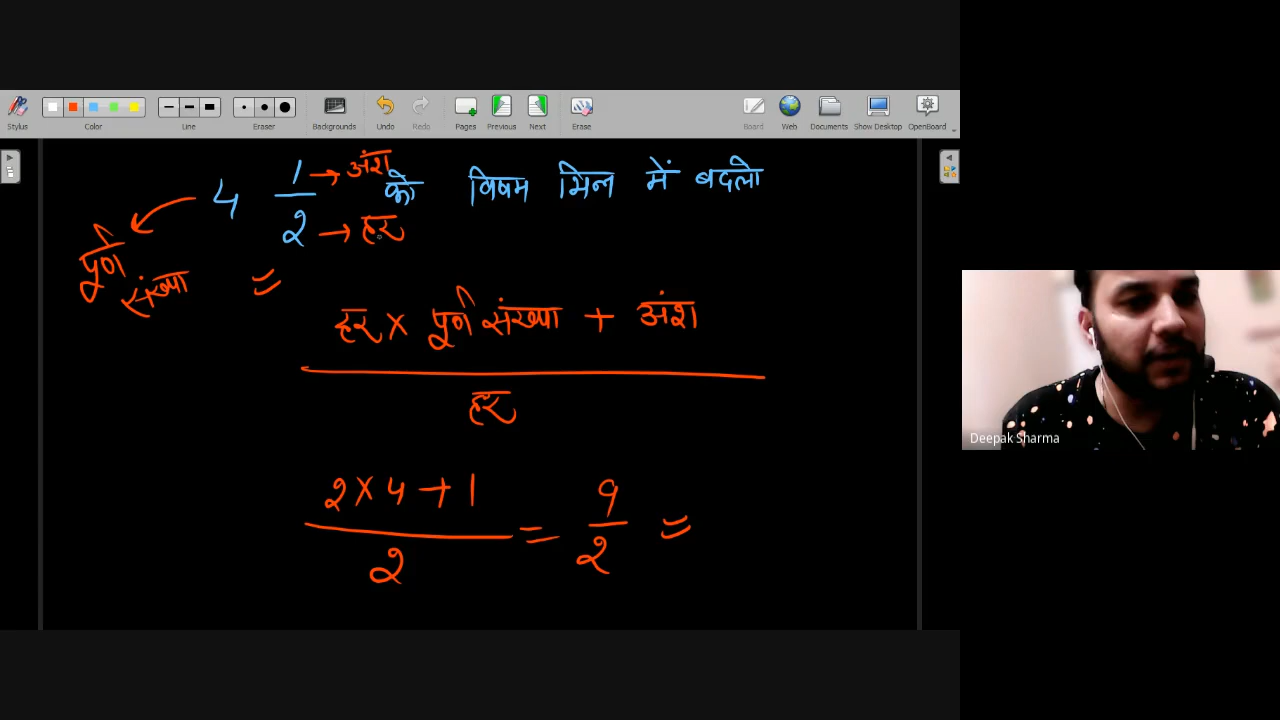 Stylus Color Line Eraser Backgrounds Undo Redo Pages Previous Next Erase Board Web Documents Show Desktop OpenBoard
4 1/2 को विषम भिन्न में बदलो
→ अंश
→ हर
पूर्ण
संख्या
=
हर × पूर्ण संख्या + अंश
हर
2 × 4 + 1
2
= 9/2 =
Deepak Sharma